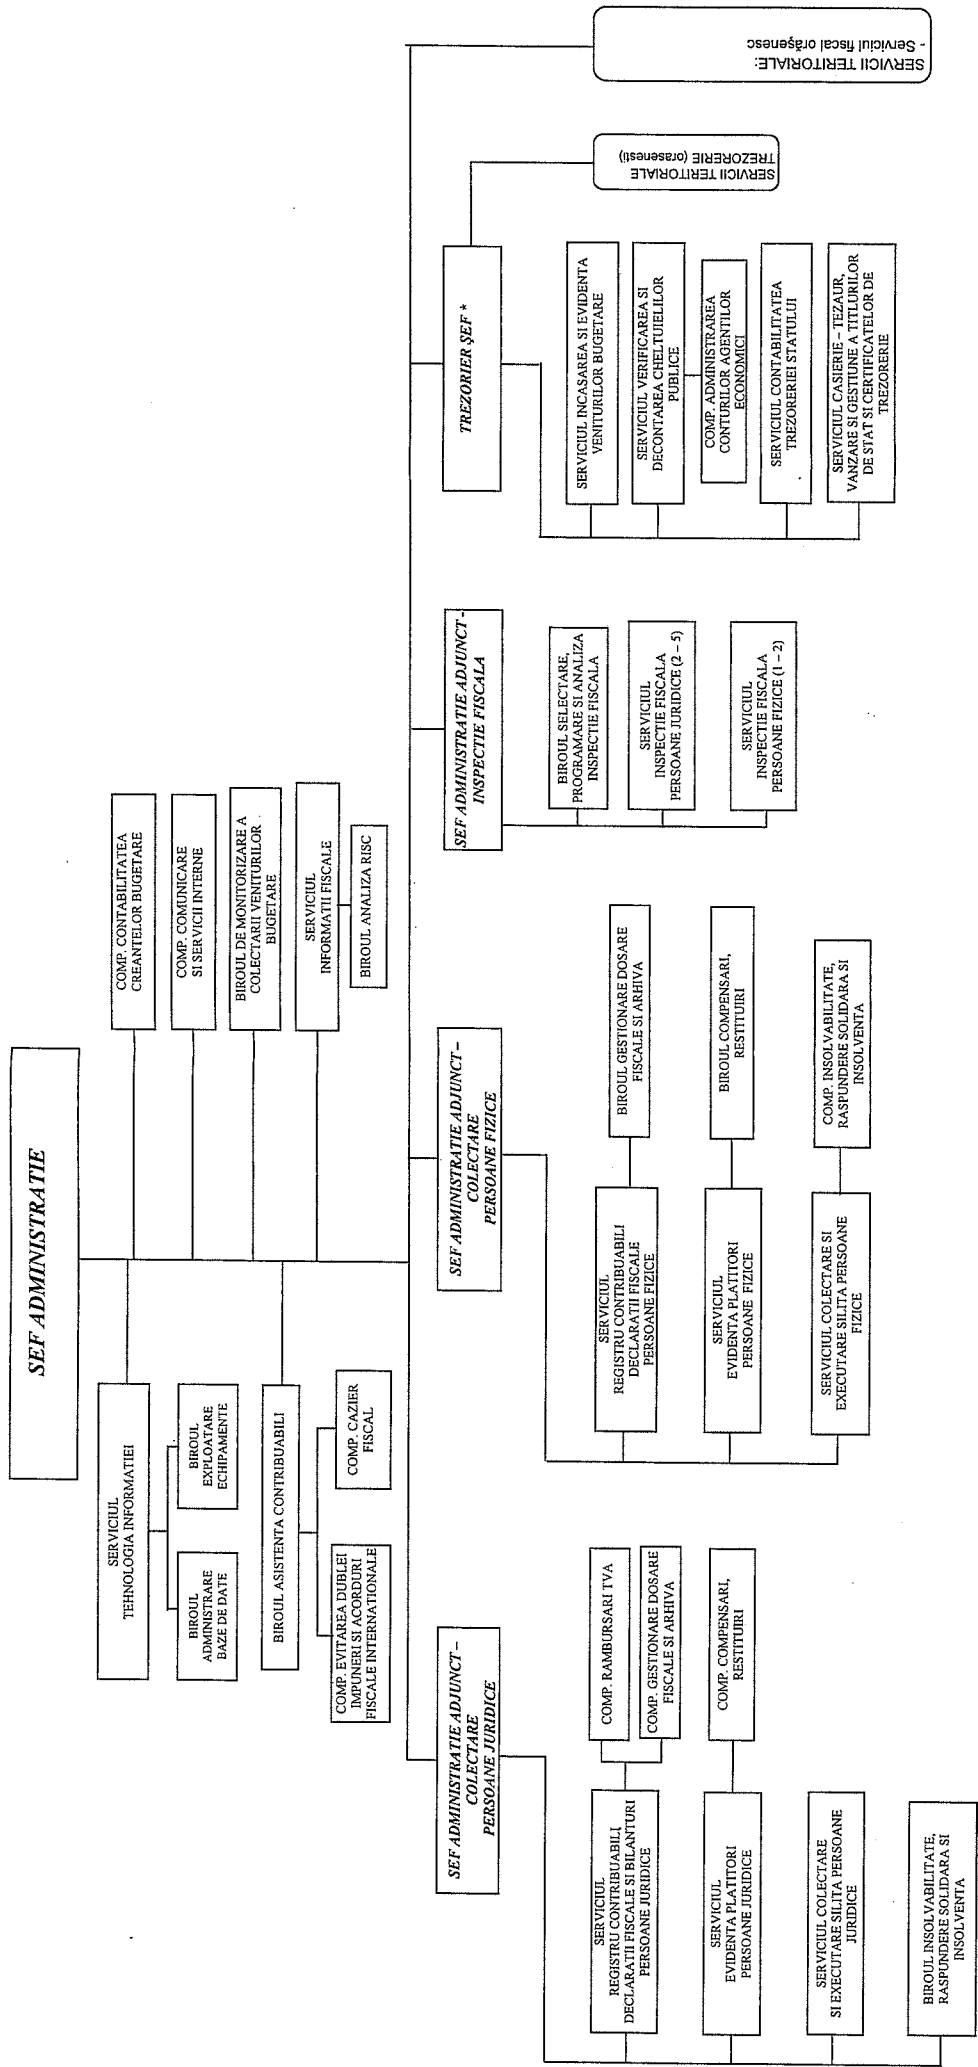 SEF ADMINISTRATIE
SERVICIUL
TEHNOLOGIA INFORMATIEI
BIROUL
ADMINISTRARE
BAZE DE DATE
BIROUL
EXPLOATARE
ECHIPAMENTE
BIROUL ASISTENTA CONTRIBUABILI
COMP. EVITAREA DUBLEI
IMPUNERI SI ACORDURI
FISCALE INTERNATIONALE
COMP. CAZIER
FISCAL
COMP. CONTABILITATEA
CREANTELOR BUGETARE
COMP. COMUNICARE
SI SERVICII INTERNE
BIROUL DE MONITORIZARE A
COLECTARII VENITURILOR
BUGETARE
SERVICIUL
INFORMATII FISCALE
BIROUL ANALIZA RISC
SEF ADMINISTRATIE ADJUNCT –
COLECTARE
PERSOANE JURIDICE
SERVICIUL
REGISTRU CONTRIBUABILI
DECLARATII FISCALE SI BILANTURI
PERSOANE JURIDICE
COMP. RAMBURSARI TVA
COMP. GESTIONARE DOSARE
FISCALE SI ARHIVA
SERVICIUL
EVIDENTA PLATITORI
PERSOANE JURIDICE
COMP. COMPENSARI,
RESTITUIRI
SERVICIUL COLECTARE
SI EXECUTARE SILITA PERSOANE
JURIDICE
BIROUL INSOLVABILITATE,
RASPUNDERE SOLIDARA SI
INSOLVENTA
SEF ADMINISTRATIE ADJUNCT –
COLECTARE
PERSOANE FIZICE
SERVICIUL
REGISTRU CONTRIBUABILI
DECLARATII FISCALE
PERSOANE FIZICE
BIROUL GESTIONARE DOSARE
FISCALE SI ARHIVA
SERVICIUL
EVIDENTA PLATITORI
PERSOANE FIZICE
BIROUL COMPENSARI,
RESTITUIRI
SERVICIUL COLECTARE SI
EXECUTARE SILITA PERSOANE
FIZICE
COMP. INSOLVABILITATE,
RASPUNDERE SOLIDARA SI
INSOLVENTA
SEF ADMINISTRATIE ADJUNCT -
INSPECTIE FISCALA
BIROUL SELECTARE,
PROGRAMARE SI ANALIZA
INSPECTIE FISCALA
SERVICIUL
INSPECTIE FISCALA
PERSOANE JURIDICE (2 – 5)
SERVICIUL
INSPECTIE FISCALA
PERSOANE FIZICE (1 – 2)
TREZORIER ŞEF *
SERVICIUL INCASAREA SI EVIDENTA
VENITURILOR BUGETARE
SERVICIUL VERIFICAREA SI
DECONTAREA CHELTUIELILOR
PUBLICE
COMP. ADMINISTRAREA
CONTURILOR AGENTILOR
ECONOMICI
SERVICIUL CONTABILITATEA
TREZORERIEI STATULUI
SERVICIUL CASIERIE – TEZAUR,
VANZARE SI GESTIUNE A TITLURILOR
DE STAT SI CERTIFICATELOR DE
TREZORERIE
SERVICII TERITORIALE
TREZORERIE (orasenesti)
SERVICII TERITORIALE:
- Serviciul fiscal orăşenesc